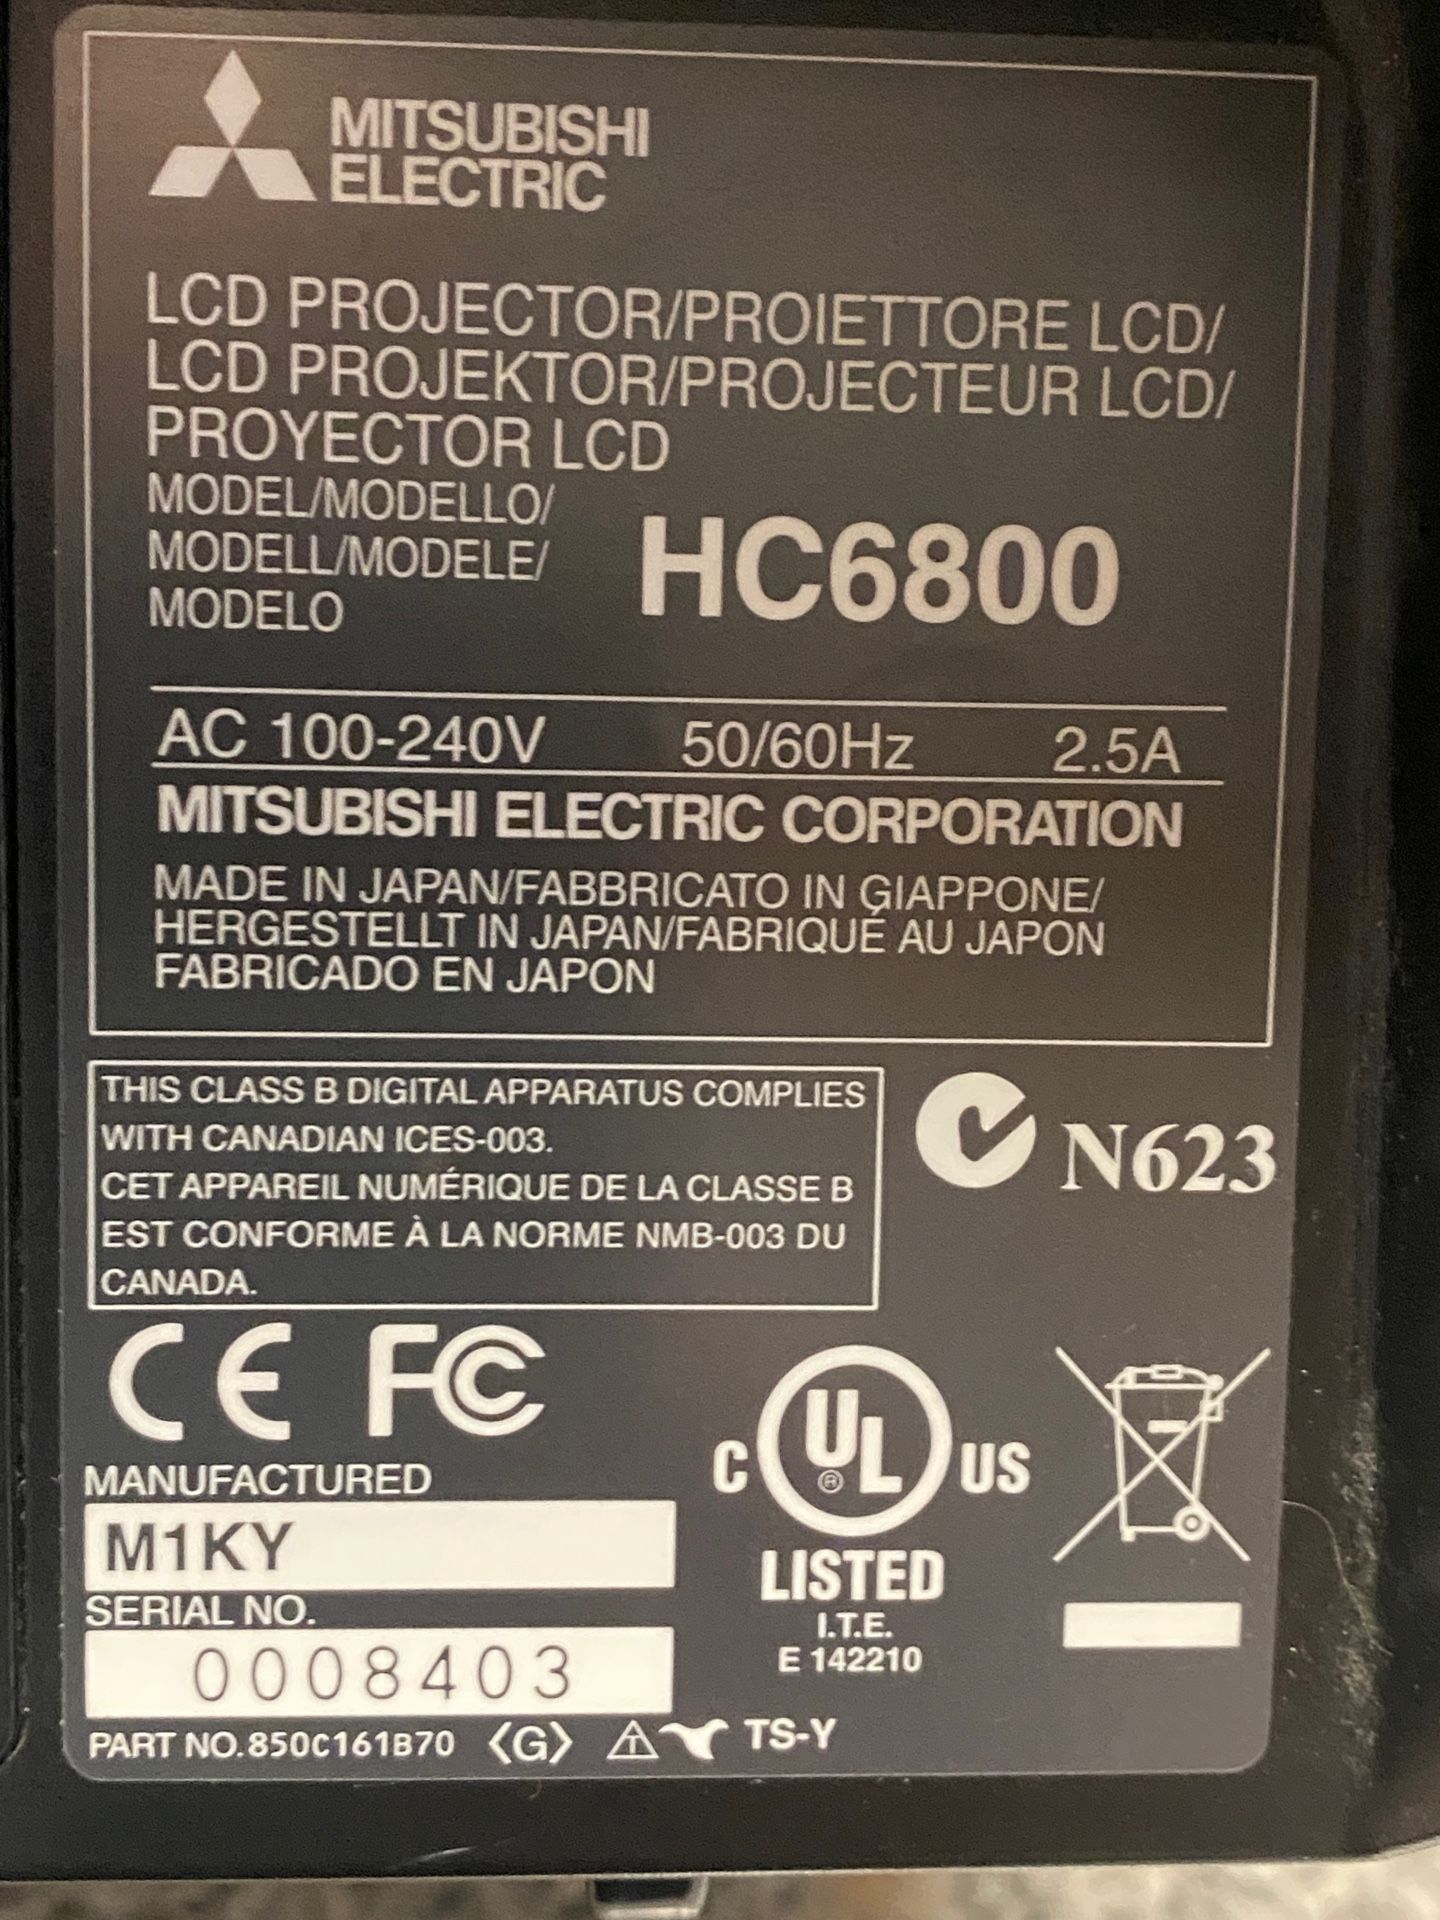 MITSUBISHI
ELECTRIC
LCD PROJECTOR/PROIETTORE LCD/
LCD PROJEKTOR/PROJECTEUR LCD/
PROYECTOR LCD
MODEL/MODELLO/
MODELL/MODELE/
MODELO
HC6800
AC 100-240V 50/60Hz 2.5A
MITSUBISHI ELECTRIC CORPORATION
MADE IN JAPAN/FABBRICATO IN GIAPPONE/
HERGESTELLT IN JAPAN/FABRIQUÉ AU JAPON
FABRICADO EN JAPON
THIS CLASS B DIGITAL APPARATUS COMPLIES
WITH CANADIAN ICES-003.
CET APPAREIL NUMÉRIQUE DE LA CLASSE B
EST CONFORME À LA NORME NMB-003 DU
CANADA.
N623
CE FC
C UL® US
LISTED
I.T.E.
E 142210
MANUFACTURED
M1KY
SERIAL NO.
0008403
PART NO.850C161B70 〈G〉 TS-Y